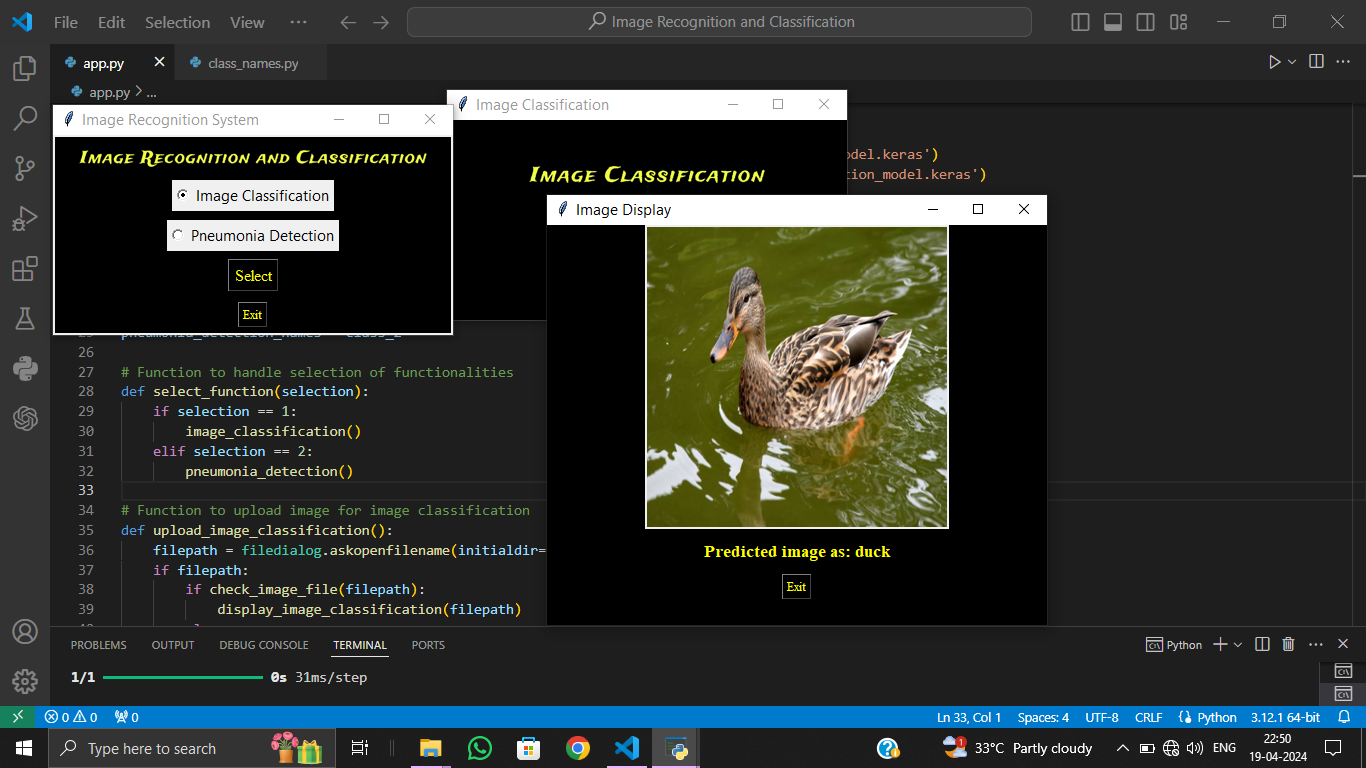 File Edit Selection View ··· Image Recognition and Classification
app.py class_names.py
app.py > ...
Image Recognition System
Image Recognition and Classification
Image Classification
Pneumonia Detection
Select
Exit
Image Classification
Image Classification
odel.keras')
ion_model.keras')
Image Display
Predicted image as: duck
Exit
26
27 # Function to handle selection of functionalities
28 def select_function(selection):
29 if selection == 1:
30 image_classification()
31 elif selection == 2:
32 pneumonia_detection()
33
34 # Function to upload image for image classification
35 def upload_image_classification():
36 filepath = filedialog.askopenfilename(initialdir=
37 if filepath:
38 if check_image_file(filepath):
39 display_image_classification(filepath)
PROBLEMS OUTPUT DEBUG CONSOLE TERMINAL PORTS Python
1/1 0s 31ms/step
0 0 0 Ln 33, Col 1 Spaces: 4 UTF-8 CRLF Python 3.12.1 64-bit
Type here to search 1 33°C Partly cloudy ENG 22:50
19-04-2024